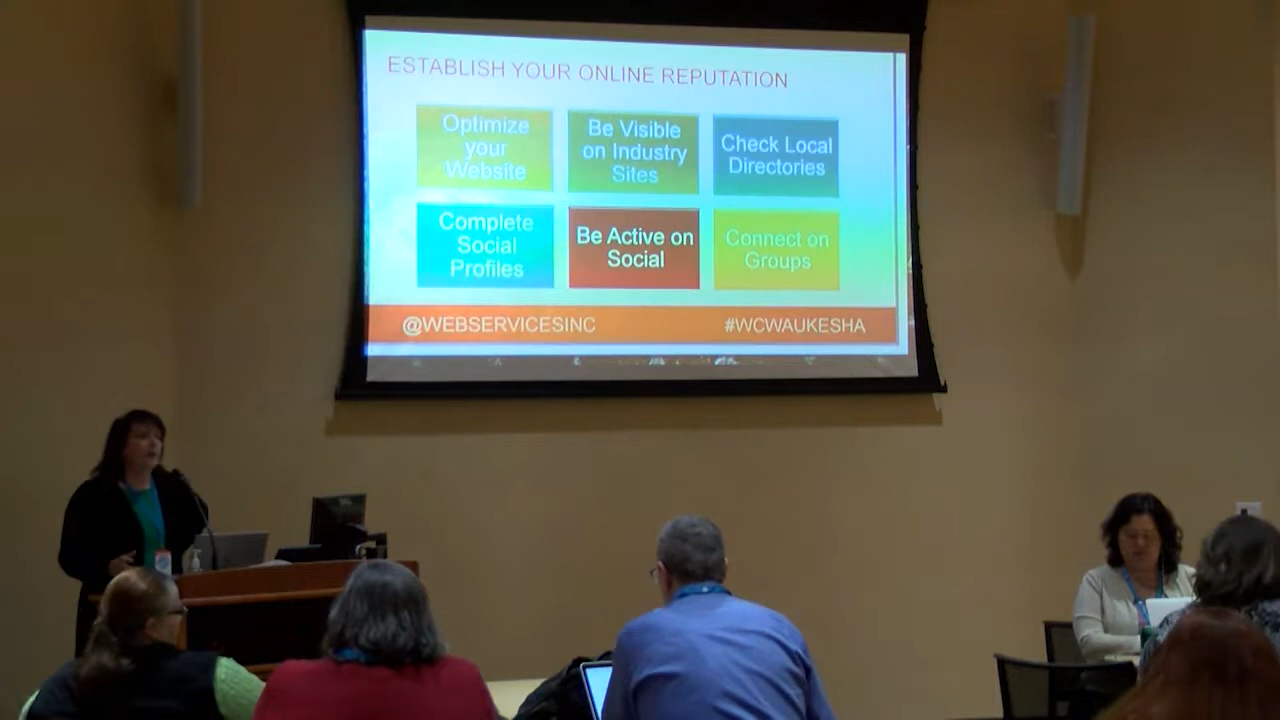 ESTABLISH YOUR ONLINE REPUTATION
Optimize
your
Website
Be Visible
on Industry
Sites
Check Local
Directories
Complete
Social
Profiles
Be Active on
Social
Connect on
Groups
@WEBSERVICESINC
#WCWAUKESHA